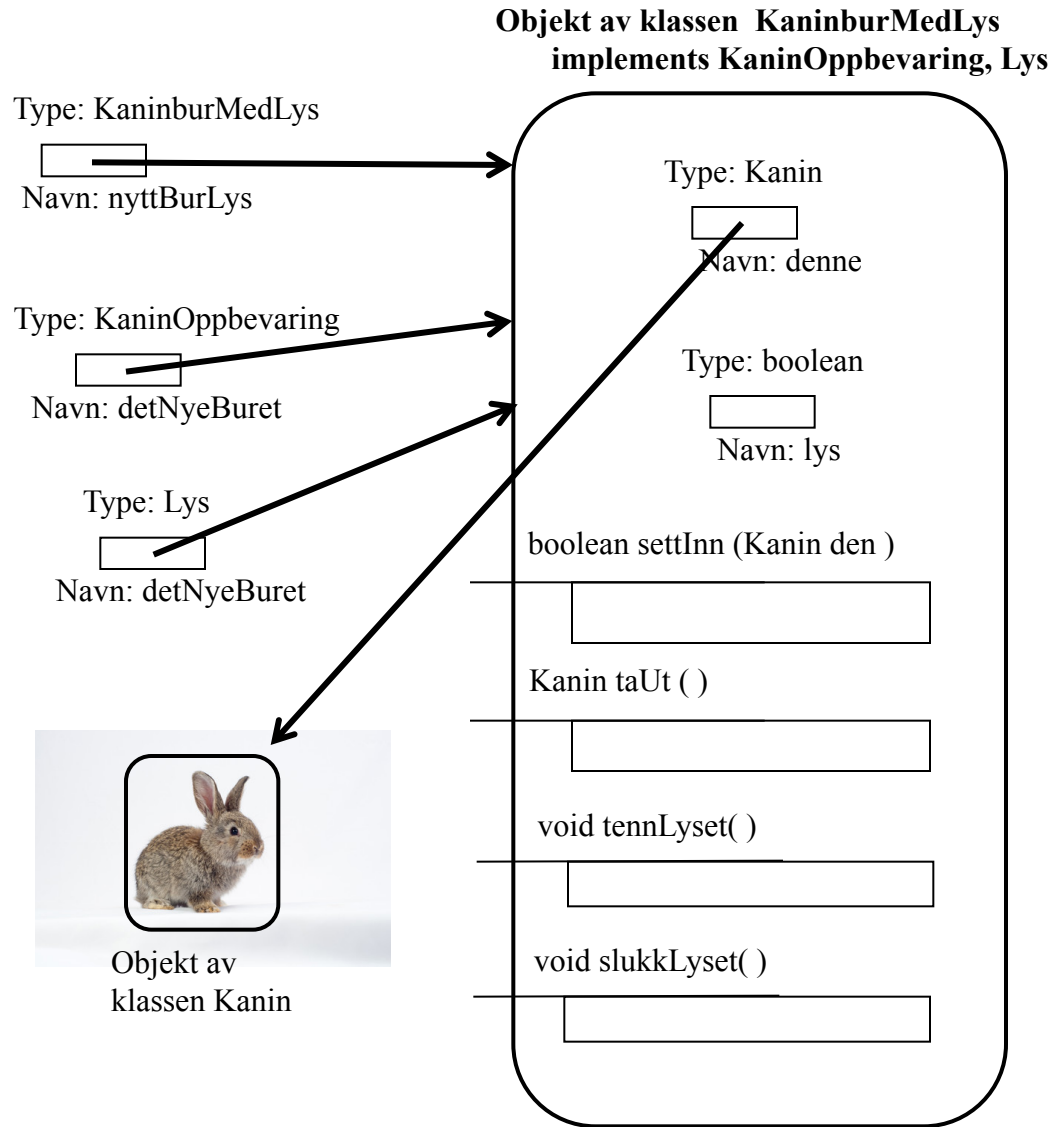 Objekt av klassen KaninburMedLys
implements KaninOppbevaring, Lys
Type: KaninburMedLys
Navn: nyttBurLys
Type: KaninOppbevaring
Navn: detNyeBuret
Type: Lys
Navn: detNyeBuret
Type: Kanin
Navn: denne
Type: boolean
Navn: lys
boolean settInn (Kanin den )
Kanin taUt ( )
void tennLyset( )
void slukkLyset( )
Objekt av
klassen Kanin